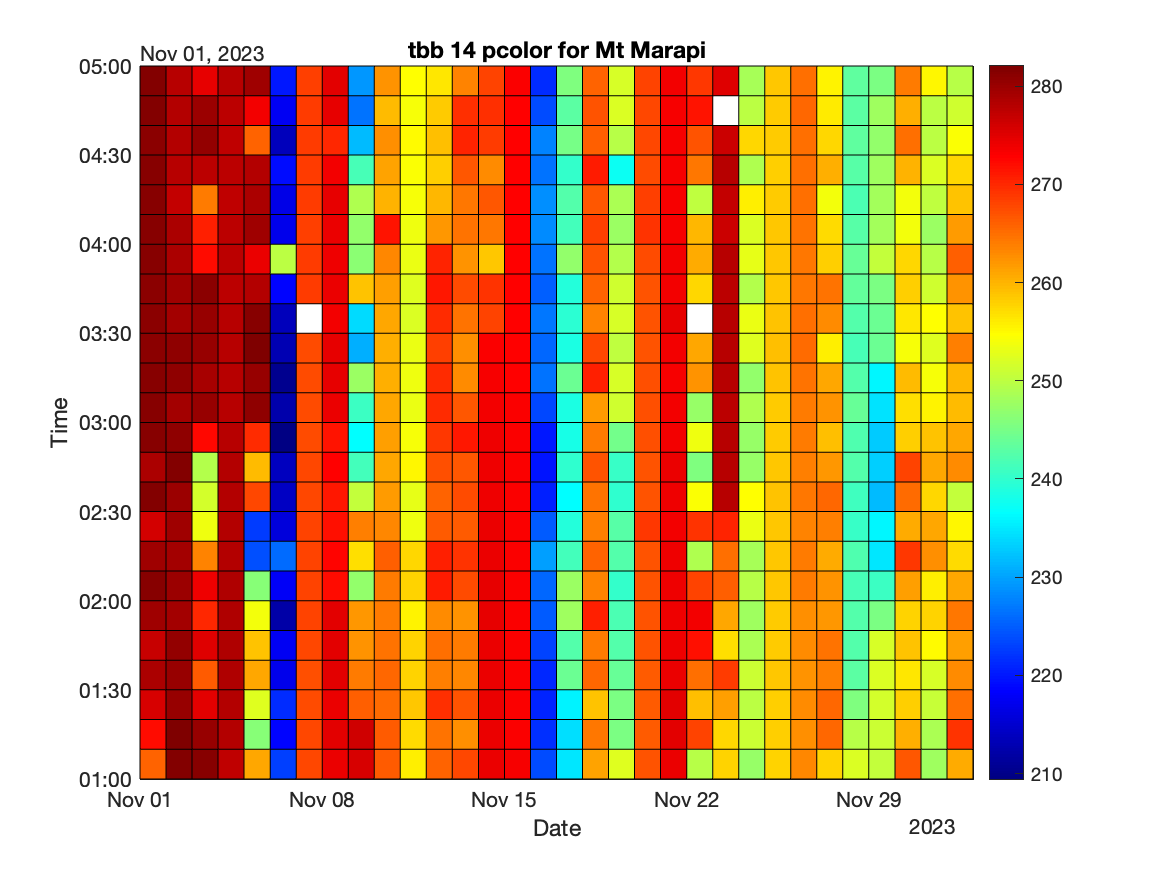 Nov 01, 2023
tbb 14 pcolor for Mt Marapi
05:00
04:30
04:00
03:30
03:00
02:30
02:00
01:30
01:00
Time
Nov 01
Nov 08
Nov 15
Nov 22
Nov 29
Date
2023
280
270
260
250
240
230
220
210